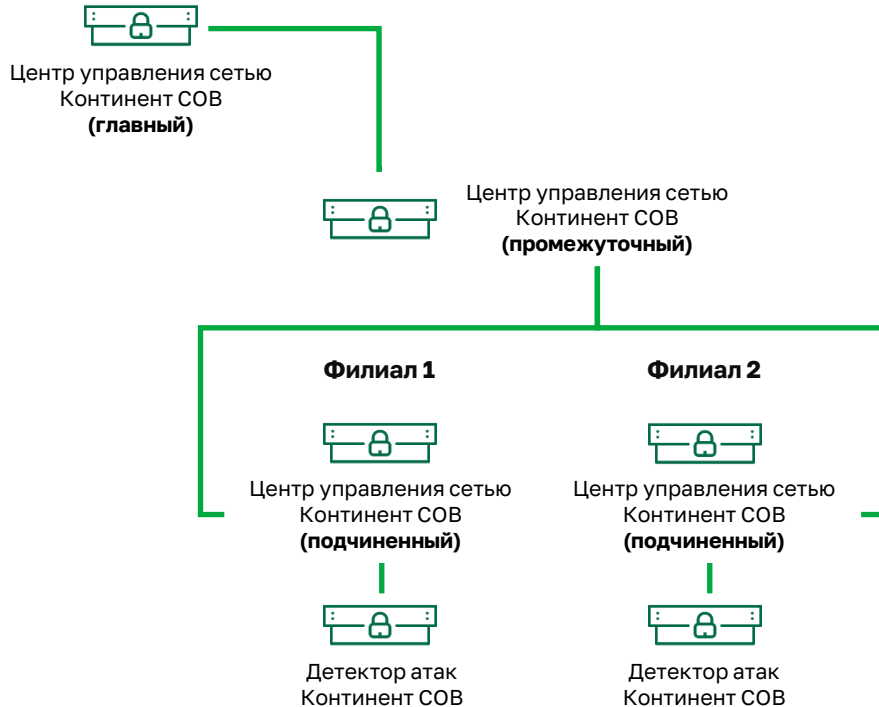 Центр управления сетью
Континент СОВ
(главный)
Центр управления сетью
Континент СОВ
(промежуточный)
Филиал 1
Филиал 2
Центр управления сетью
Континент СОВ
(подчиненный)
Центр управления сетью
Континент СОВ
(подчиненный)
Детектор атак
Континент СОВ
Детектор атак
Континент СОВ